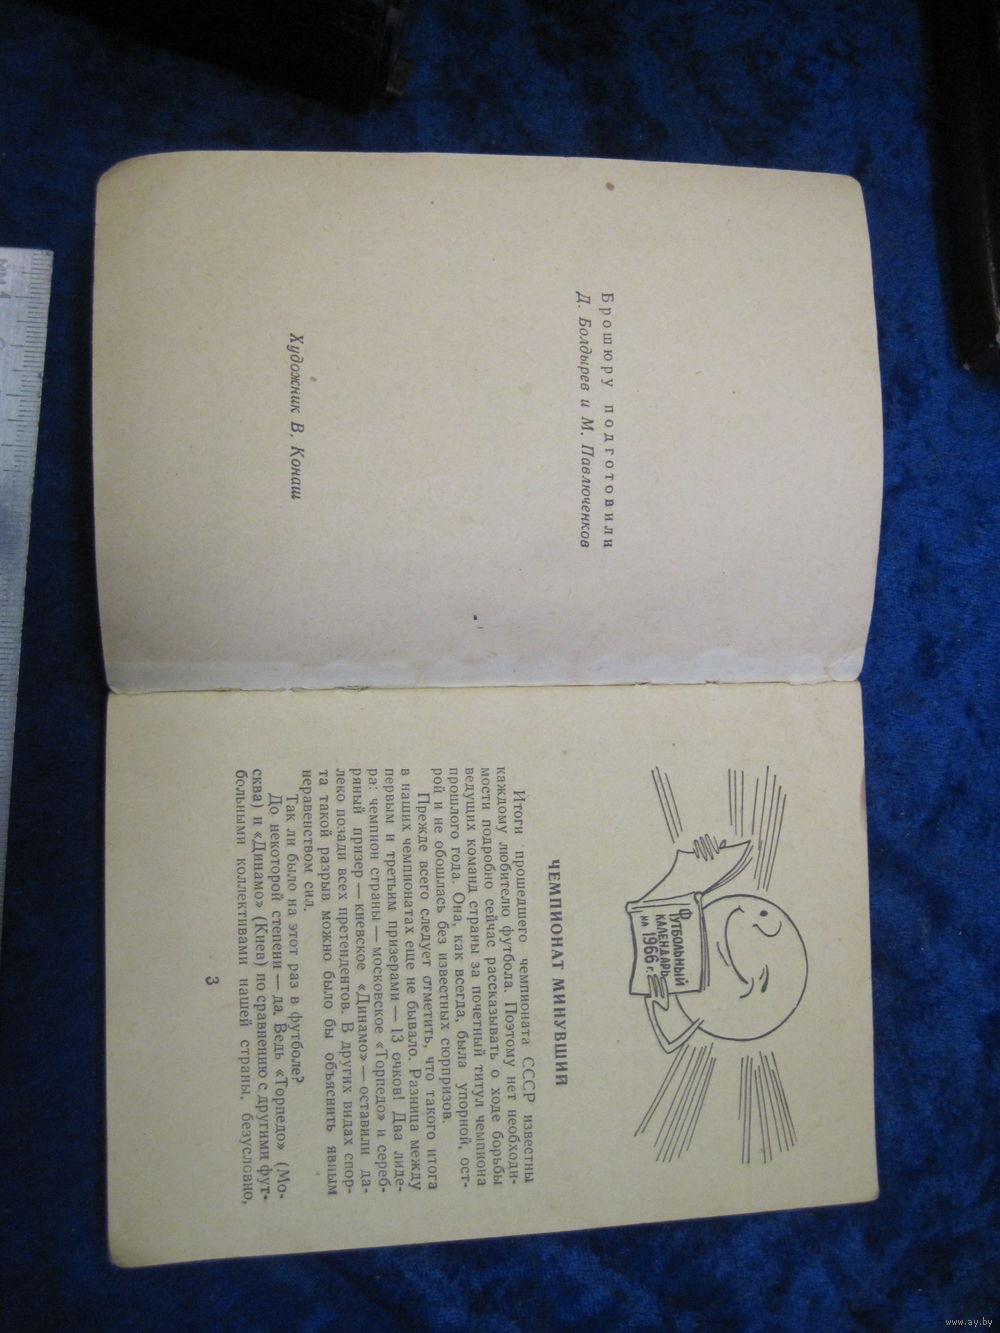 Брошюру подготовили
Д. Болдырев и М. Павлюченков
Художник В. Конаш
Футбольный
календарь
на 1966 г.
ЧЕМПИОНАТ МИНУВШИЙ
Итоги прошедшего чемпионата СССР известны
каждому любителю футбола. Поэтому нет необходи-
мости подробно сейчас рассказывать о ходе борьбы
ведущих команд страны за почетный титул чемпиона
прошлого года. Она, как всегда, была упорной, ост-
рой и не обошлась без известных сюрпризов.
Прежде всего следует отметить, что такого итога
в наших чемпионатах еще не бывало. Разница между
первым и третьим призерами — 13 очков! Два лиде-
ра: чемпион страны — московское «Торпедо» и сереб-
ряный призер — киевское «Динамо» — оставили да-
леко позади всех претендентов. В других видах спор-
та такой разрыв можно было бы объяснить явным
неравенством сил.
Так ли было на этот раз в футболе?
До некоторой степени — да. Ведь «Торпедо» (Мо-
сква) и «Динамо» (Киев) по сравнению с другими фут-
больными коллективами нашей страны, безусловно,
3
мм 4
www.ay.by